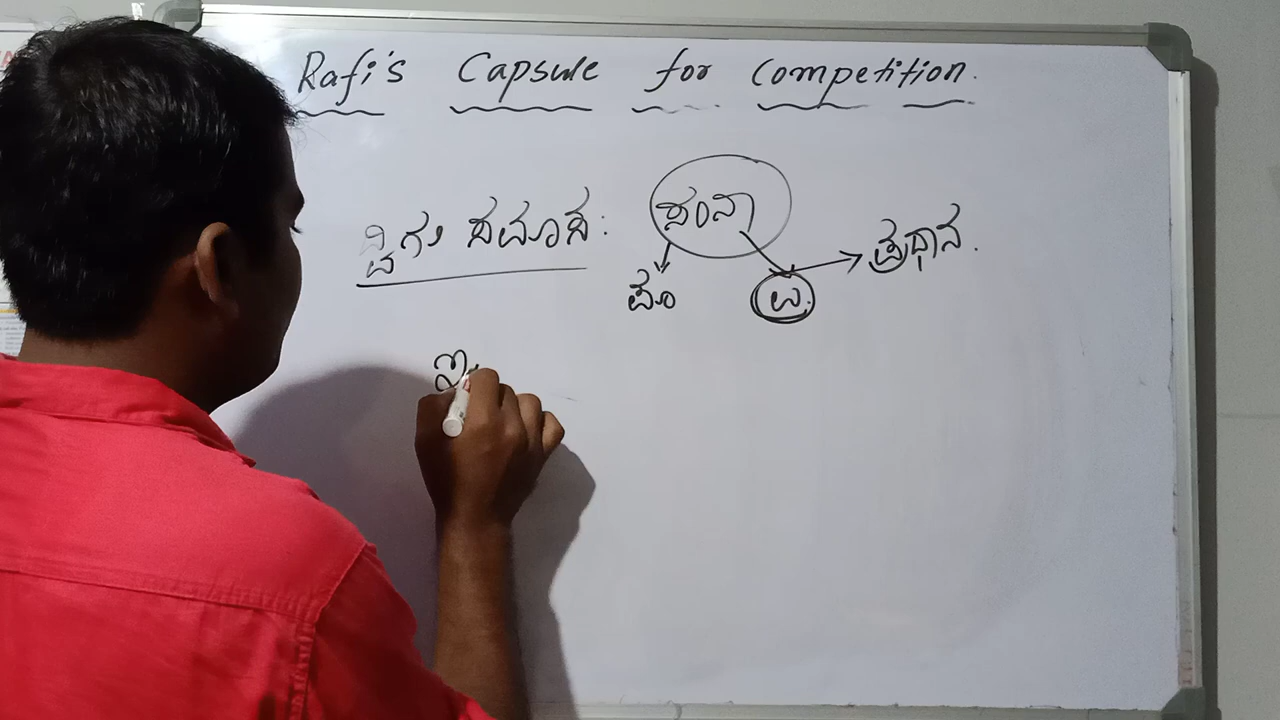 Rafi's Capsule for Competition.
ದ್ವಿಗು ಸಮಾಸ: ಸಂನಾ
ಪ್ರಧಾನ.
ಪೂ ಉ.